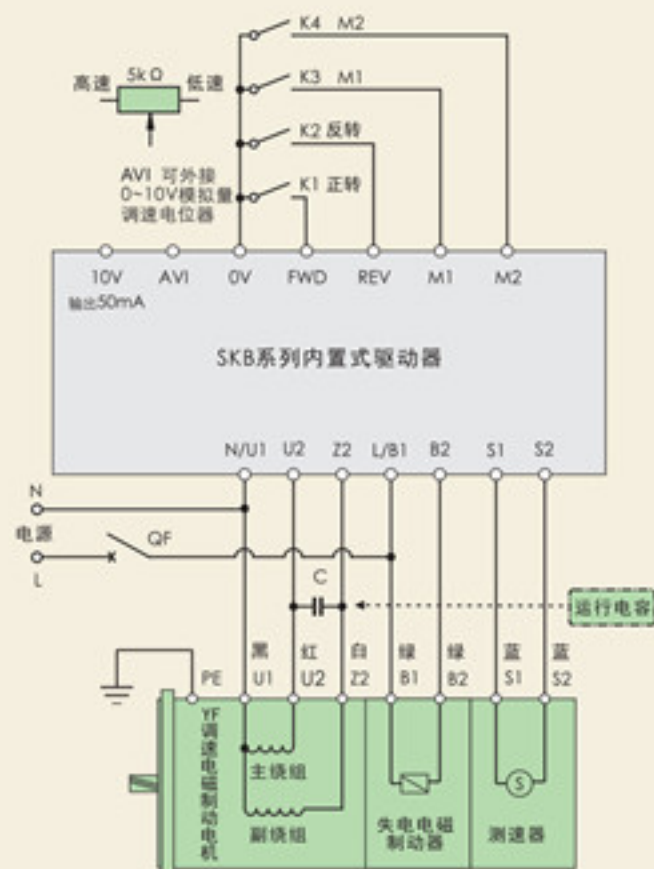 K4 M2
高速 5kΩ 低速
K3 M1
K2 反转
AVI 可外接
0~10V模拟量
调速电位器
K1 正转
10V AVI 0V FWD REV M1 M2
输出50mA
SKB系列内置式驱动器
N/U1 U2 Z2 L/B1 B2 S1 S2
N
电源
L
QF
C
运行电容
黑 红 白 绿 绿 蓝 蓝
PE U1 U2 Z2 B1 B2 S1 S2
YF调速电磁制动电机
主绕组
副绕组
失电电磁
制动器
S
测速器